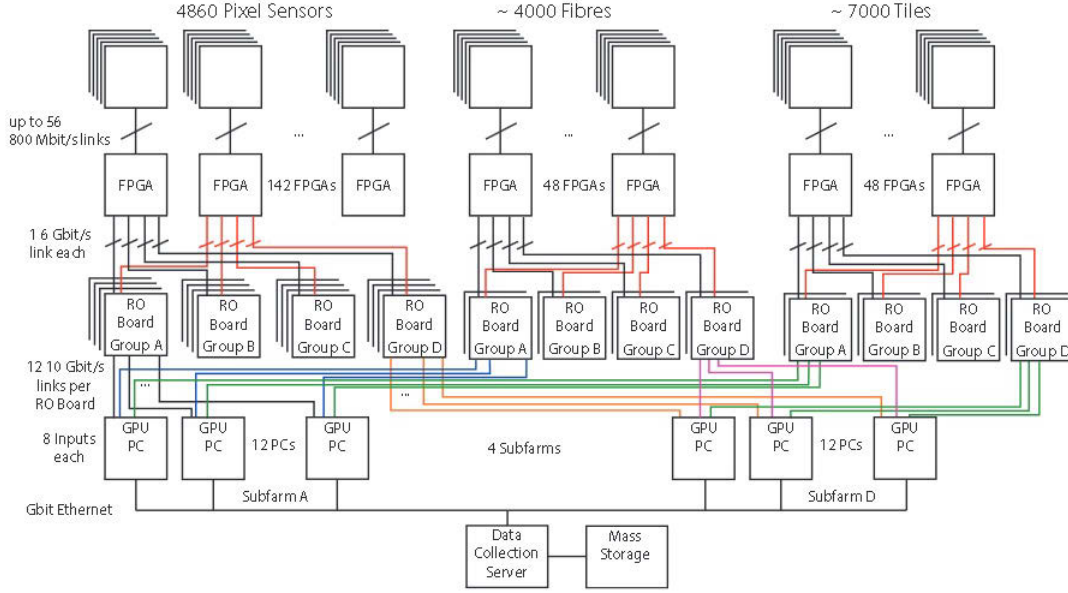 4860 Pixel Sensors
~ 4000 Fibres
~ 7000 Tiles
up to 56
800 Mbit/s links
...
...
...
FPGA
FPGA
142 FPGAs
FPGA
FPGA
48 FPGAs
FPGA
FPGA
48 FPGAs
FPGA
1 6 Gbit/s
link each
RO
Board
Group A
RO
Board
Group B
RO
Board
Group C
RO
Board
Group D
RO
Board
Group A
RO
Board
Group B
RO
Board
Group C
RO
Board
Group D
RO
Board
Group A
RO
Board
Group B
RO
Board
Group C
RO
Board
Group D
12 10 Gbit/s
links per
RO Board
...
...
8 Inputs
each
GPU
PC
GPU
PC
12 PCs
GPU
PC
4 Subfarms
GPU
PC
GPU
PC
12 PCs
GPU
PC
Subfarm A
Subfarm D
Gbit Ethernet
Data
Collection
Server
Mass
Storage